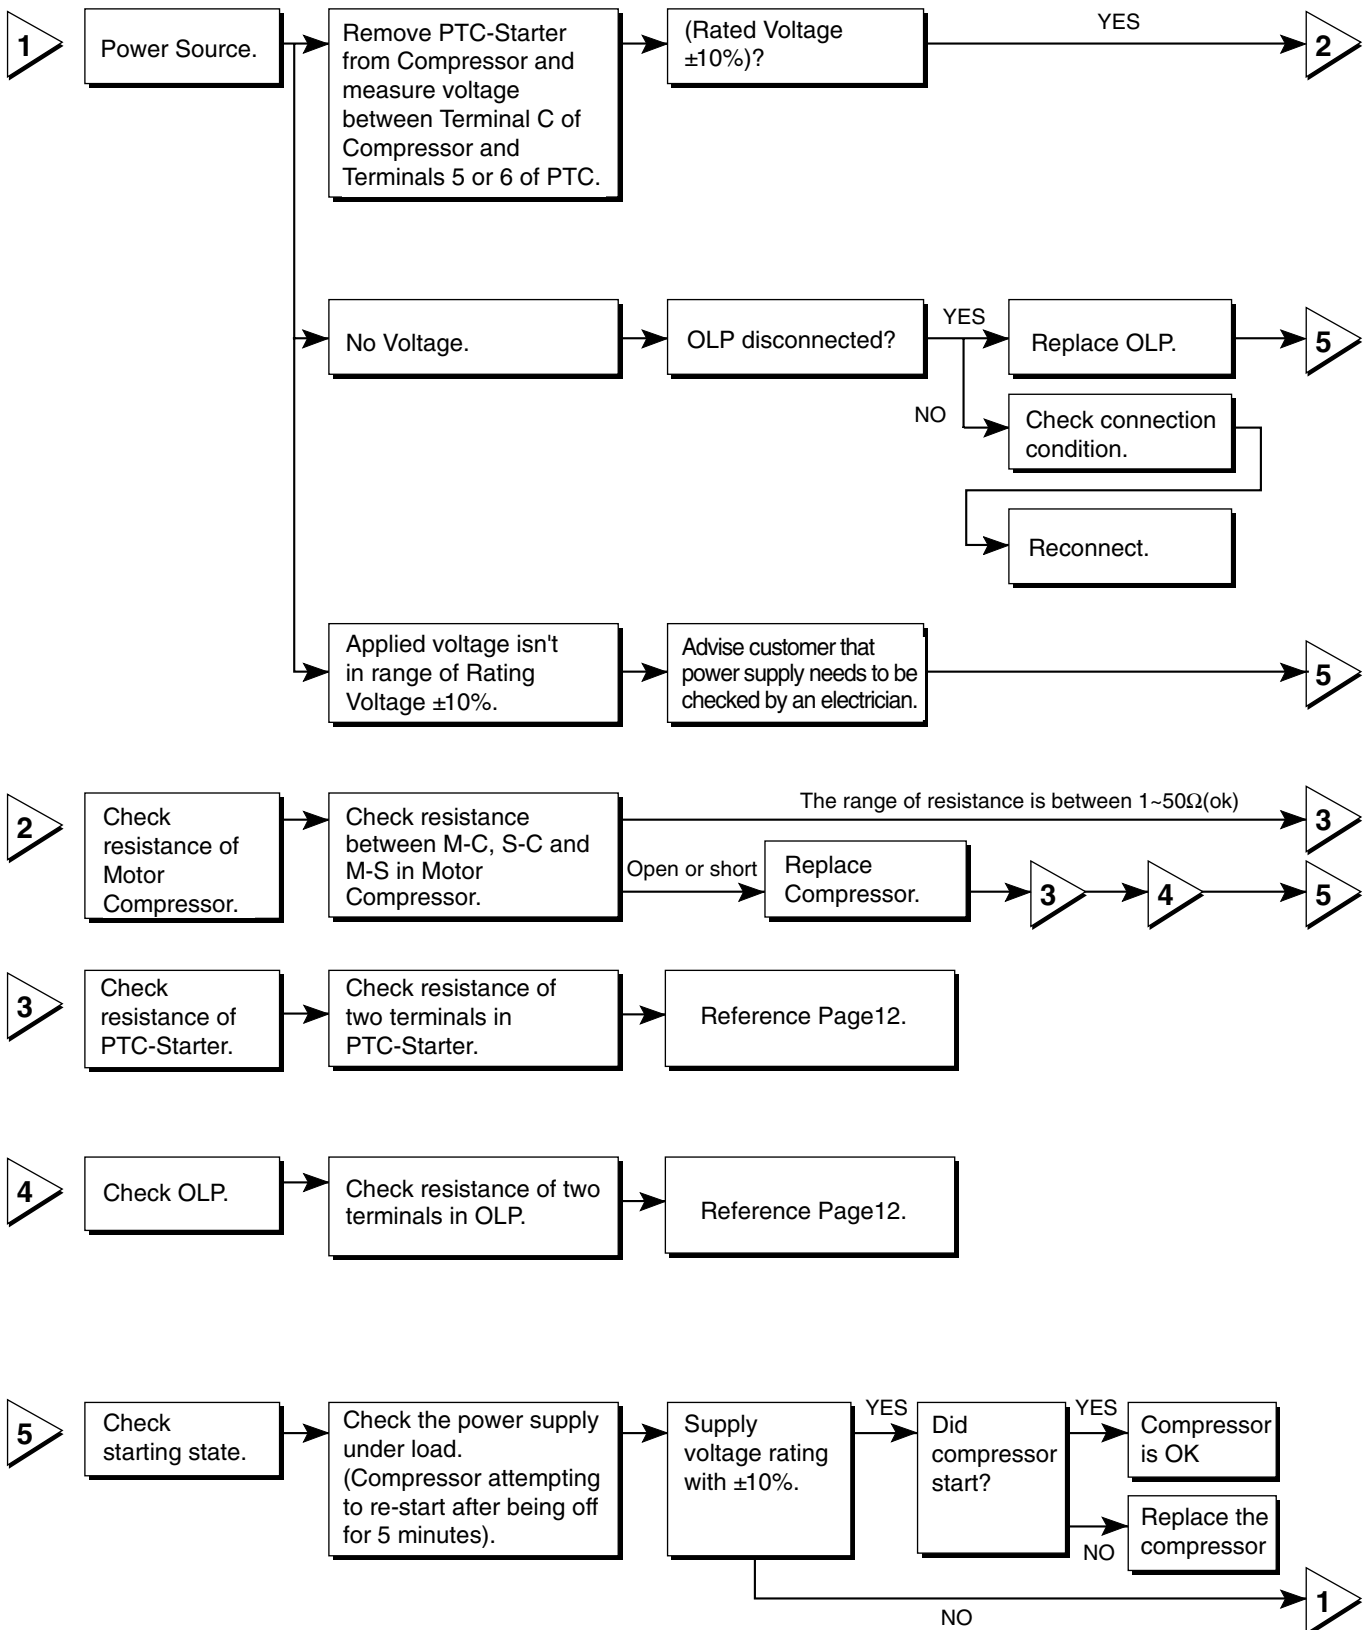 1
Power Source.
Remove PTC-Starter
from Compressor and
measure voltage
between Terminal C of
Compressor and
Terminals 5 or 6 of PTC.
(Rated Voltage
±10%)?
YES
2
No Voltage.
OLP disconnected?
YES
Replace OLP.
5
NO
Check connection
condition.
Reconnect.
Applied voltage isn't
in range of Rating
Voltage ±10%.
Advise customer that
power supply needs to be
checked by an electrician.
5
2
Check
resistance of
Motor
Compressor.
Check resistance
between M-C, S-C and
M-S in Motor
Compressor.
The range of resistance is between 1~50Ω(ok)
3
Open or short
Replace
Compressor.
3
4
5
3
Check
resistance of
PTC-Starter.
Check resistance of
two terminals in
PTC-Starter.
Reference Page12.
4
Check OLP.
Check resistance of two
terminals in OLP.
Reference Page12.
5
Check
starting state.
Check the power supply
under load.
(Compressor attempting
to re-start after being off
for 5 minutes).
Supply
voltage rating
with ±10%.
YES
Did
compressor
start?
YES
Compressor
is OK
NO
Replace the
compressor
NO
1